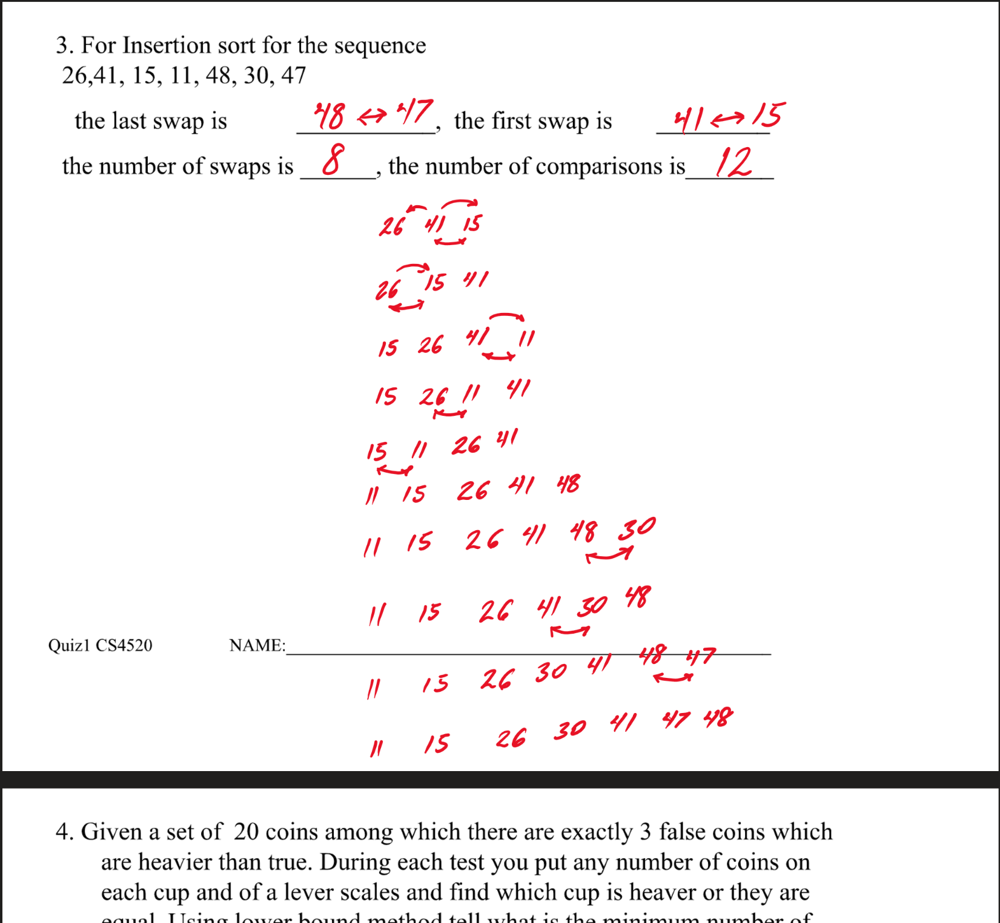 3. For Insertion sort for the sequence
26,41, 15, 11, 48, 30, 47
the last swap is 48 ↔ 47, the first swap is 41 ↔ 15
the number of swaps is 8, the number of comparisons is 12
26 41 15
26 15 41
15 26 41 11
15 26 11 41
15 11 26 41
11 15 26 41 48
11 15 26 41 48 30
11 15 26 41 30 48
Quiz1 CS4520 NAME:
11 15 26 30 41 48 47
11 15 26 30 41 47 48
4. Given a set of 20 coins among which there are exactly 3 false coins which
are heavier than true. During each test you put any number of coins on
each cup and of a lever scales and find which cup is heaver or they are
equal. Using lower bound method tell what is the minimum number of